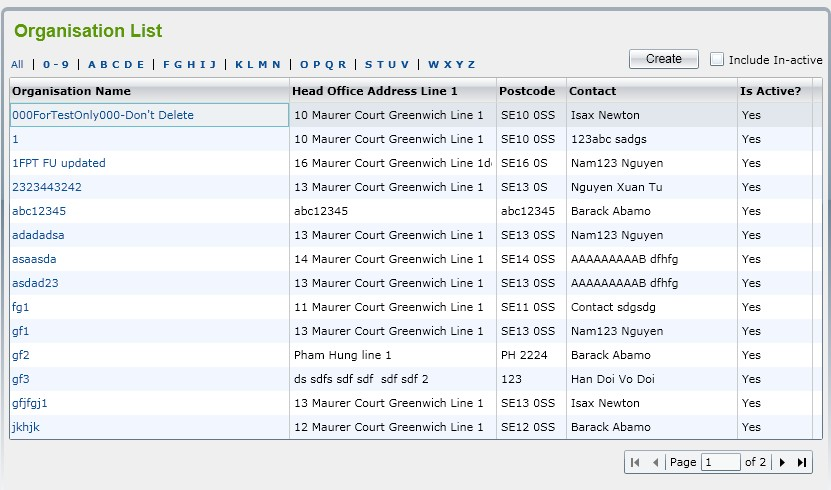 Organisation List
All | 0 - 9 | A B C D E | F G H I J | K L M N | O P Q R | S T U V | W X Y Z Create Include In-active
Organisation Name Head Office Address Line 1 Postcode Contact Is Active?
000ForTestOnly000-Don't Delete 10 Maurer Court Greenwich Line 1 SE10 0SS Isax Newton Yes
1 10 Maurer Court Greenwich Line 1 SE10 0SS 123abc sadgs Yes
1FPT FU updated 16 Maurer Court Greenwich Line 1d SE16 0S Nam123 Nguyen Yes
2323443242 13 Maurer Court Greenwich Line 1 SE13 0S Nguyen Xuan Tu Yes
abc12345 abc12345 abc12345 Barack Abamo Yes
adadadsa 13 Maurer Court Greenwich Line 1 SE13 0SS Nam123 Nguyen Yes
asaasda 14 Maurer Court Greenwich Line 1 SE14 0SS AAAAAAAAAB dfhfg Yes
asdad23 13 Maurer Court Greenwich Line 1 SE13 0SS AAAAAAAAAB dfhfg Yes
fg1 11 Maurer Court Greenwich Line 1 SE11 0SS Contact sdgsdg Yes
gf1 13 Maurer Court Greenwich Line 1 SE13 0SS Nam123 Nguyen Yes
gf2 Pham Hung line 1 PH 2224 Barack Abamo Yes
gf3 ds sdfs sdf sdf sdf sdf 2 123 Han Doi Vo Doi Yes
gfjfgj1 13 Maurer Court Greenwich Line 1 SE13 0SS Isax Newton Yes
jkhjk 12 Maurer Court Greenwich Line 1 SE12 0SS Barack Abamo Yes
Page 1 of 2